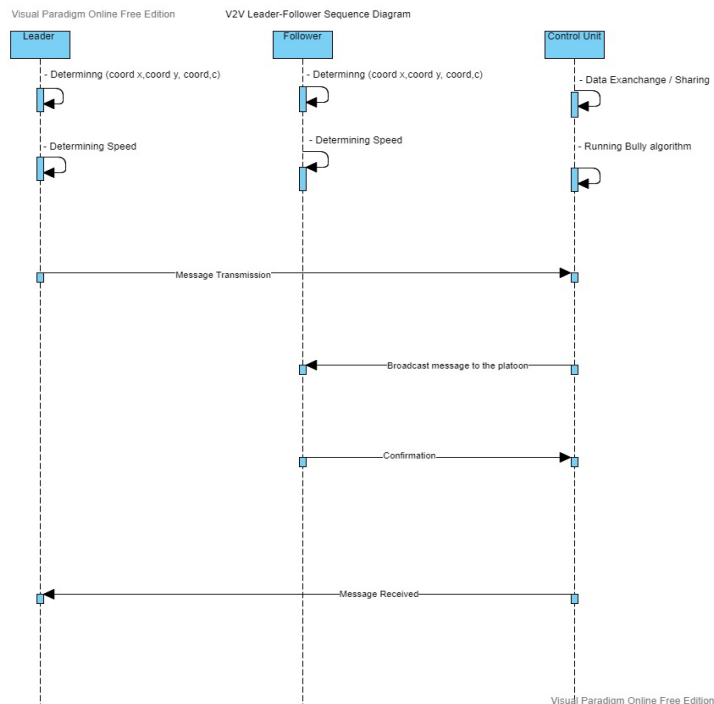 Visual Paradigm Online Free Edition
V2V Leader-Follower Sequence Diagram
Leader
Follower
Control Unit
- Determinng (coord x,coord y, coord,c)
- Determinng (coord x,coord y, coord,c)
- Data Exanchange / Sharing
- Determining Speed
- Determining Speed
- Running Bully algorithm
Message Transmission
Broadcast message to the platoon
Confirmation
Message Received
Visual Paradigm Online Free Edition